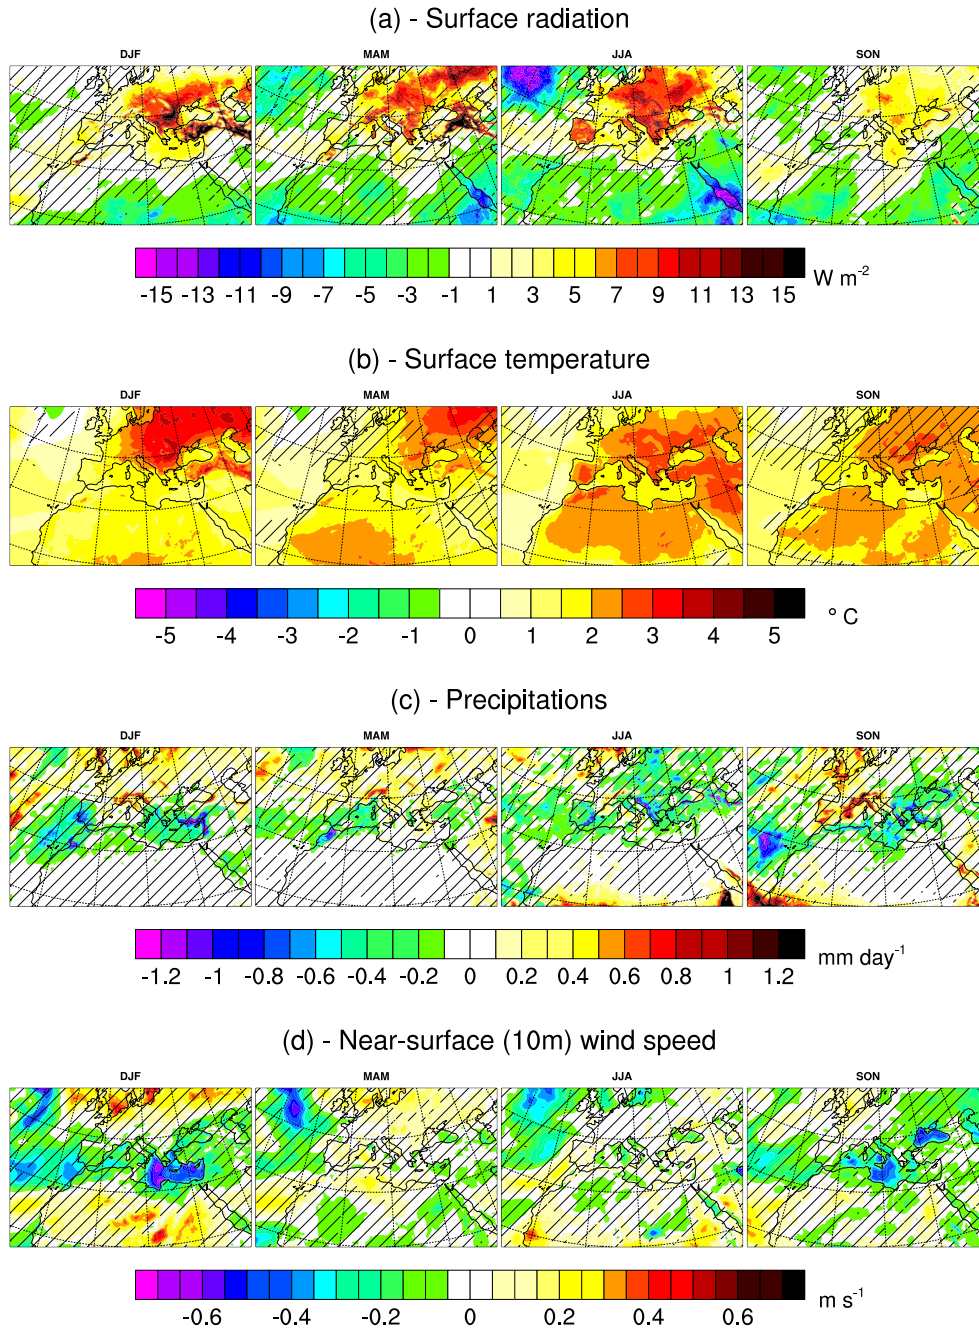 (a) - Surface radiation
DJF MAM JJA SON
-15 -13 -11 -9 -7 -5 -3 -1 1 3 5 7 9 11 13 15 W m-2
(b) - Surface temperature
DJF MAM JJA SON
-5 -4 -3 -2 -1 0 1 2 3 4 5 ° C
(c) - Precipitations
DJF MAM JJA SON
-1.2 -1 -0.8 -0.6 -0.4 -0.2 0 0.2 0.4 0.6 0.8 1 1.2 mm day-1
(d) - Near-surface (10m) wind speed
DJF MAM JJA SON
-0.6 -0.4 -0.2 0 0.2 0.4 0.6 m s-1